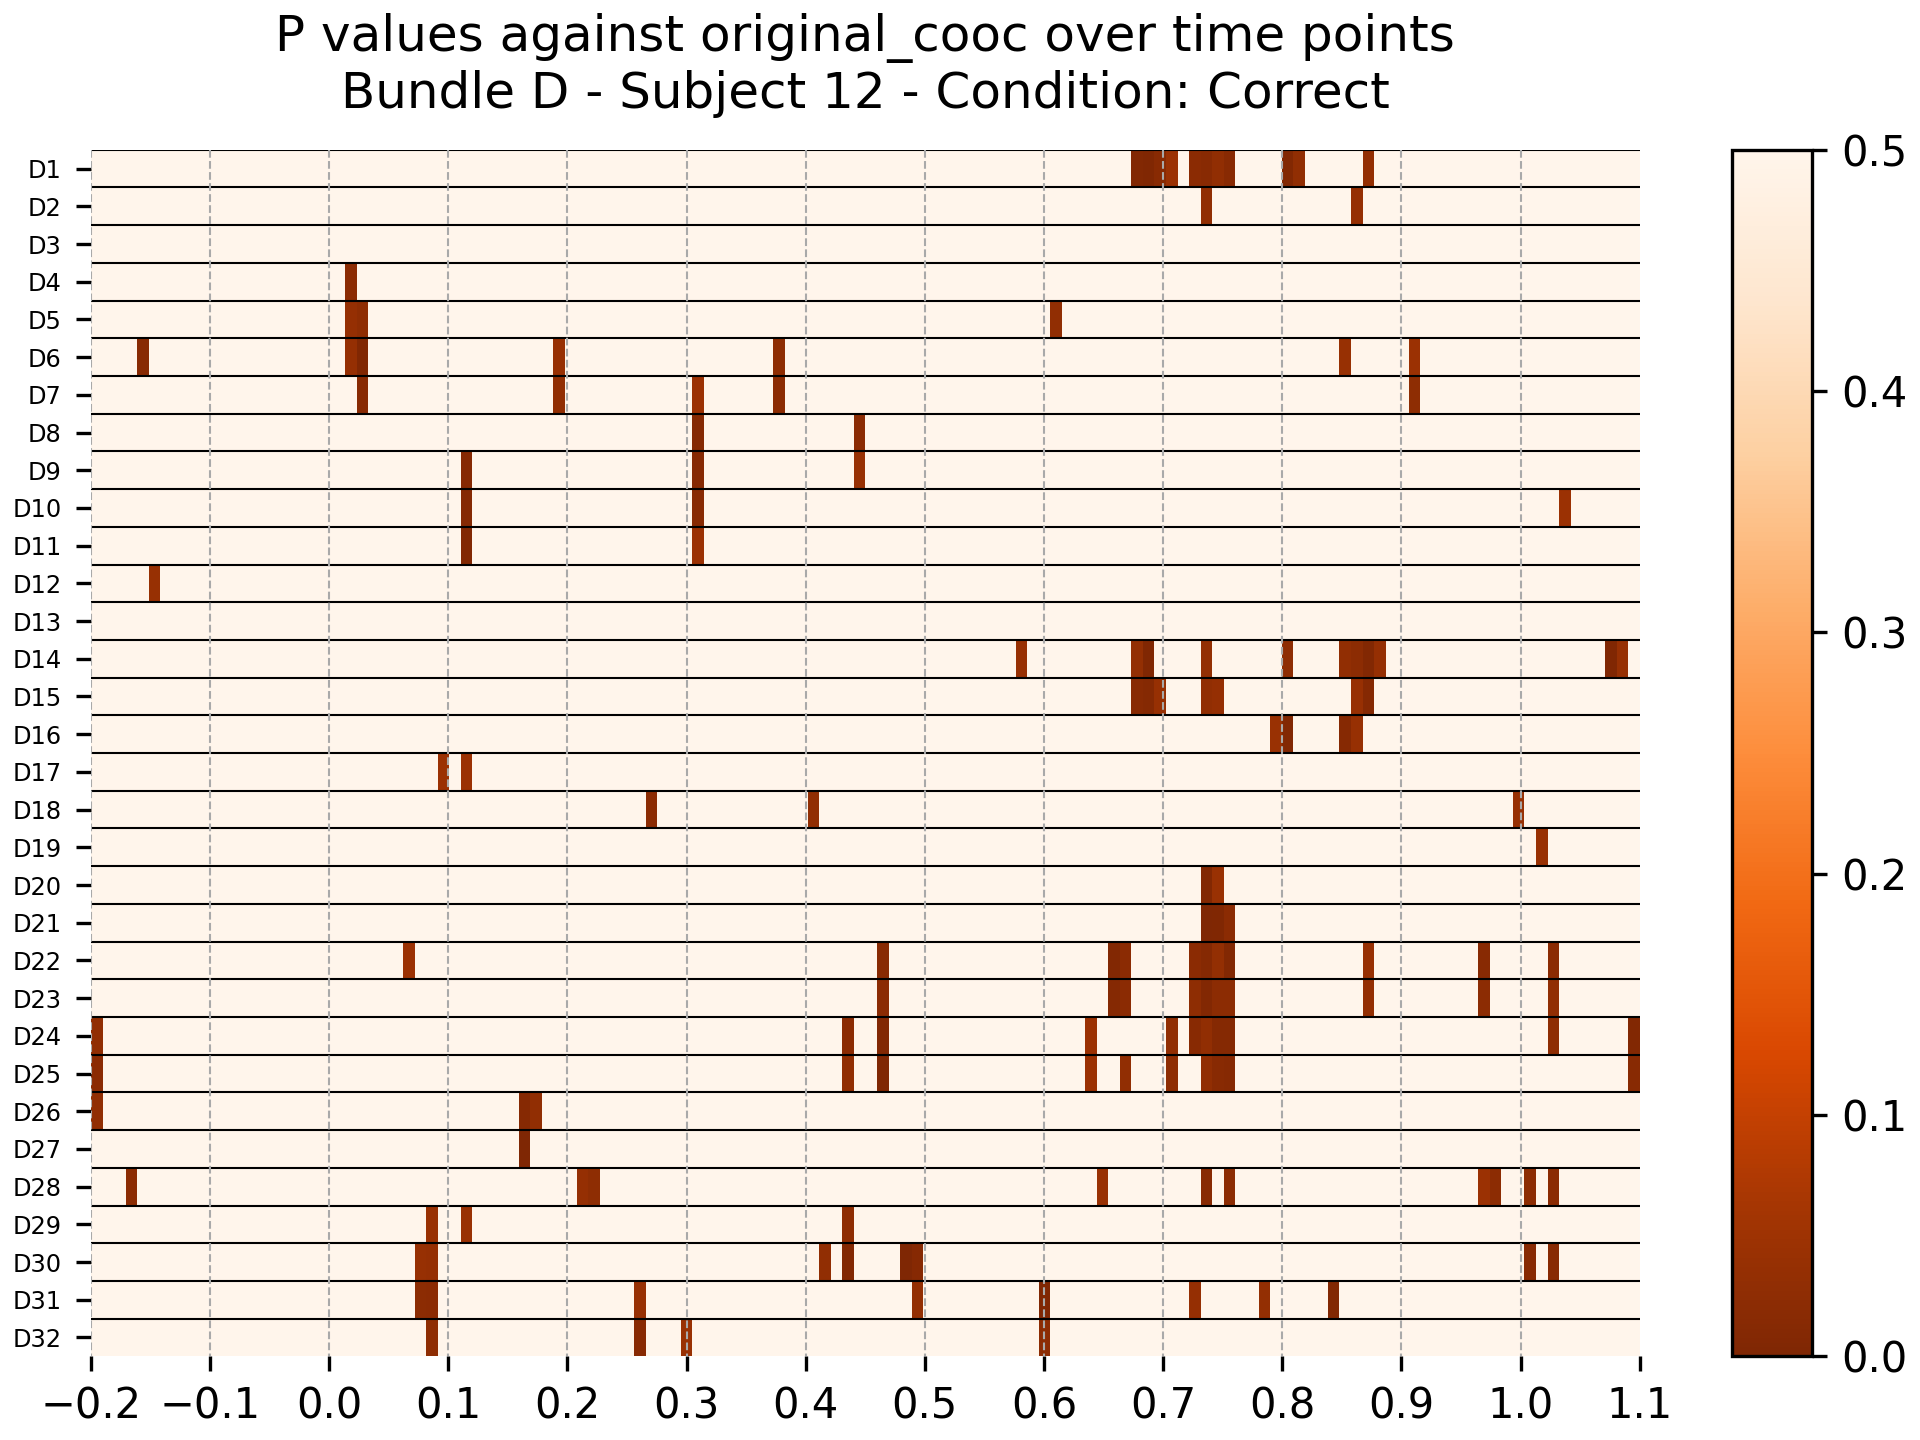 P values against original_cooc over time points
Bundle D - Subject 12 - Condition: Correct
D1
D2
D3
D4
D5
D6
D7
D8
D9
D10
D11
D12
D13
D14
D15
D16
D17
D18
D19
D20
D21
D22
D23
D24
D25
D26
D27
D28
D29
D30
D31
D32
−0.2 −0.1 0.0 0.1 0.2 0.3 0.4 0.5 0.6 0.7 0.8 0.9 1.0 1.1
0.5
0.4
0.3
0.2
0.1
0.0